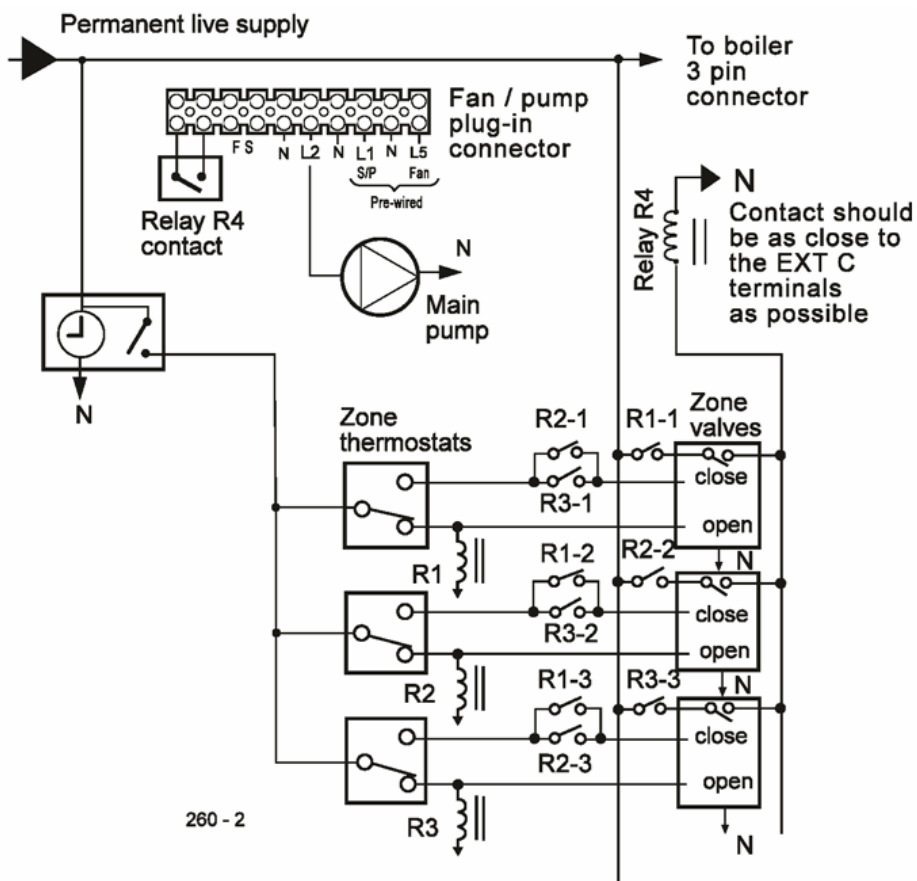 Permanent live supply
To boiler
3 pin
connector
Fan / pump
plug-in
connector
F S
N
L2
N
L1
N
L5
S/P
Fan
Pre-wired
Relay R4
contact
N
Main
pump
Relay R4
N
Contact should
be as close to
the EXT C
terminals
as possible
N
Zone
thermostats
R2-1
R1-1
Zone
valves
close
R3-1
open
R1
R1-2
R2-2
N
close
R3-2
open
R2
R1-3
R3-3
N
close
R2-3
open
R3
N
260 - 2